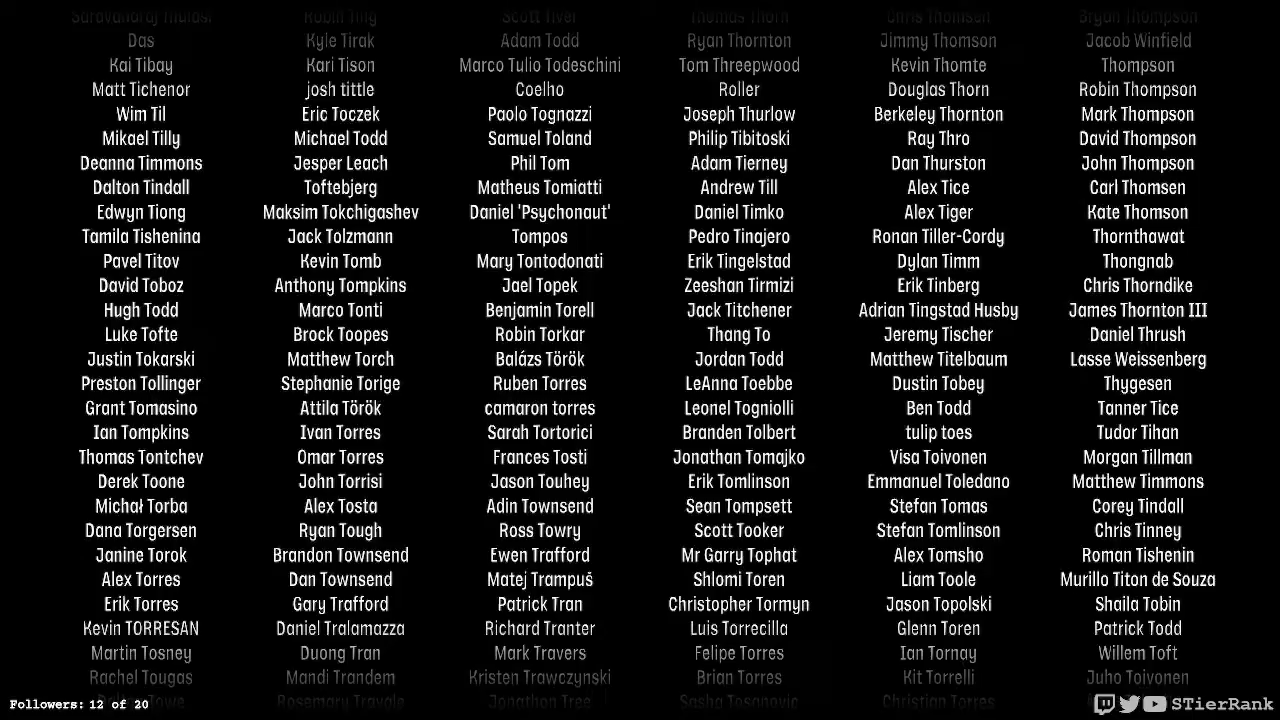 Das
Kai Tibay
Matt Tichenor
Wim Til
Mikael Tilly
Deanna Timmons
Dalton Tindall
Edwyn Tiong
Tamila Tishenina
Pavel Titov
David Toboz
Hugh Todd
Luke Tofte
Justin Tokarski
Preston Tollinger
Grant Tomasino
Ian Tompkins
Thomas Tontchev
Derek Toone
Michał Torba
Dana Torgersen
Janine Torok
Alex Torres
Erik Torres
Kevin TORRESAN
Martin Tosney
Rachel Tougas
Kyle Tirak
Kari Tison
josh tittle
Eric Toczek
Michael Todd
Jesper Leach
Toftebjerg
Maksim Tokchigashev
Jack Tolzmann
Kevin Tomb
Anthony Tompkins
Marco Tonti
Brock Toopes
Matthew Torch
Stephanie Torige
Attila Török
Ivan Torres
Omar Torres
John Torrisi
Alex Tosta
Ryan Tough
Brandon Townsend
Dan Townsend
Gary Trafford
Daniel Tralamazza
Duong Tran
Mandi Trandem
Rosemary Travale
Scott Tiver
Adam Todd
Marco Tulio Todeschini
Coelho
Paolo Tognazzi
Samuel Toland
Phil Tom
Matheus Tomiatti
Daniel 'Psychonaut'
Tompos
Mary Tontodonati
Jael Topek
Benjamin Torell
Robin Torkar
Balázs Török
Ruben Torres
camaron torres
Sarah Tortorici
Frances Tosti
Jason Touhey
Adin Townsend
Ross Towry
Ewen Trafford
Matej Trampuš
Patrick Tran
Richard Tranter
Mark Travers
Kristen Trawczynski
Jonathon Tree
Thomas Thorn
Ryan Thornton
Tom Threepwood
Roller
Joseph Thurlow
Philip Tibitoski
Adam Tierney
Andrew Till
Daniel Timko
Pedro Tinajero
Erik Tingelstad
Zeeshan Tirmizi
Jack Titchener
Thang To
Jordan Todd
LeAnna Toebbe
Leonel Togniolli
Branden Tolbert
Jonathan Tomajko
Erik Tomlinson
Sean Tompsett
Scott Tooker
Mr Garry Tophat
Shlomi Toren
Christopher Tormyn
Luis Torrecilla
Felipe Torres
Brian Torres
Sasha Tosanovic
Chris Thomsen
Jimmy Thomson
Kevin Thomte
Douglas Thorn
Berkeley Thornton
Ray Thro
Dan Thurston
Alex Tice
Alex Tiger
Ronan Tiller-Cordy
Dylan Timm
Erik Tinberg
Adrian Tingstad Husby
Jeremy Tischer
Matthew Titelbaum
Dustin Tobey
Ben Todd
tulip toes
Visa Toivonen
Emmanuel Toledano
Stefan Tomas
Stefan Tomlinson
Alex Tomsho
Liam Toole
Jason Topolski
Glenn Toren
Ian Tornay
Kit Torrelli
Christian Torres
Bryan Thompson
Jacob Winfield
Thompson
Robin Thompson
Mark Thompson
David Thompson
John Thompson
Carl Thomsen
Kate Thomson
Thornthawat
Thongnab
Chris Thorndike
James Thornton III
Daniel Thrush
Lasse Weissenberg
Thygesen
Tanner Tice
Tudor Tihan
Morgan Tillman
Matthew Timmons
Corey Tindall
Chris Tinney
Roman Tishenin
Murillo Titon de Souza
Shaila Tobin
Patrick Todd
Willem Toft
Juho Toivonen
Followers: 12 of 20
STierRank